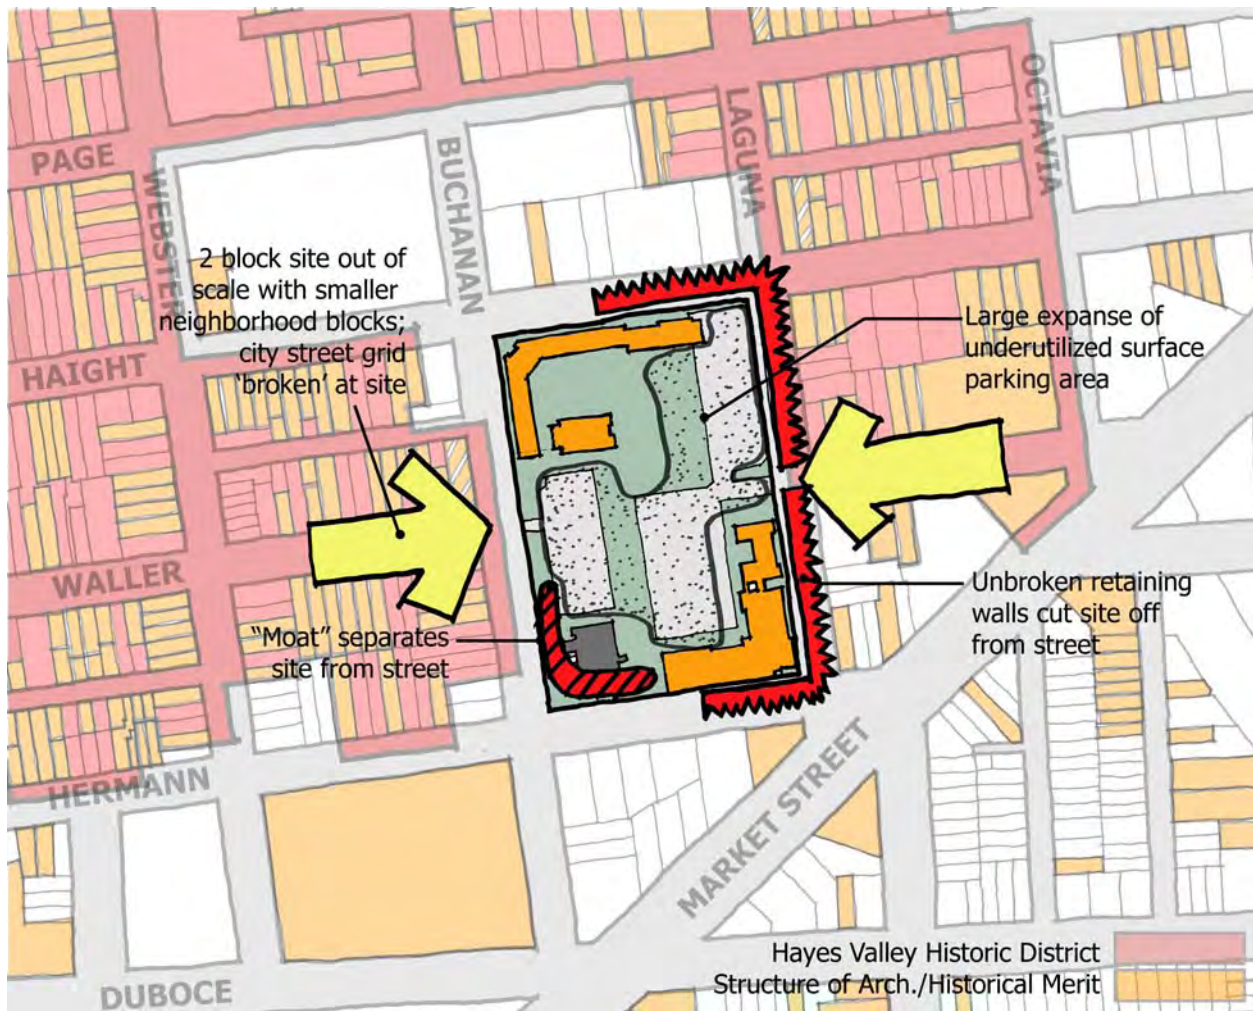 PAGE
WEBSTER
BUCHANAN
LAGUNA
OCTAVIA
2 block site out of
scale with smaller
neighborhood blocks;
city street grid
‘broken’ at site
Large expanse of
underutilized surface
parking area
HAIGHT
WALLER
“Moat” separates
site from street
Unbroken retaining
walls cut site off
from street
HERMANN
MARKET STREET
DUBOCE
Hayes Valley Historic District
Structure of Arch./Historical Merit